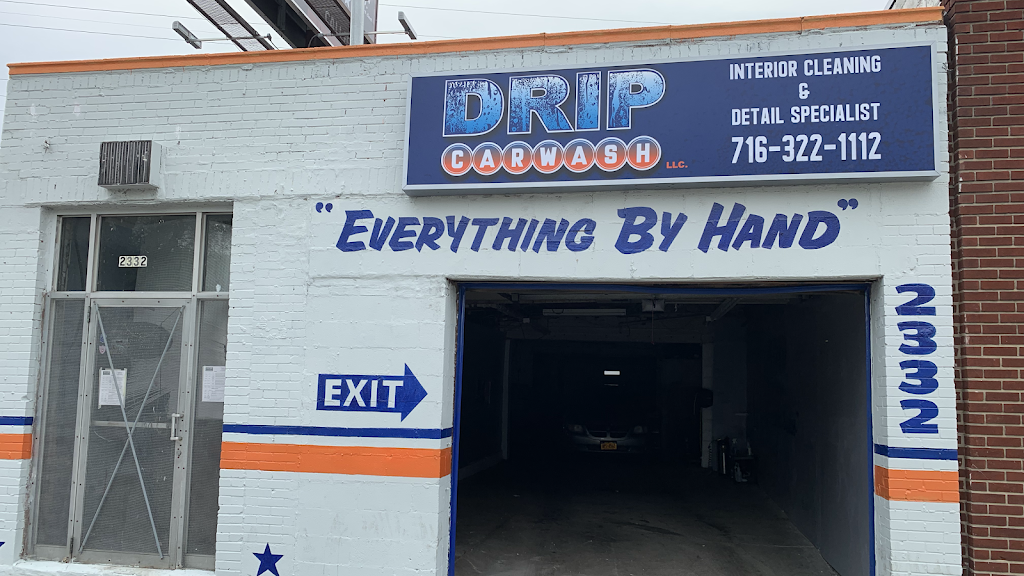 DRIP
CARWASH LLC.
INTERIOR CLEANING
&
DETAIL SPECIALIST
716-322-1112
"EVERYTHING BY HAND"
2332
2332
EXIT